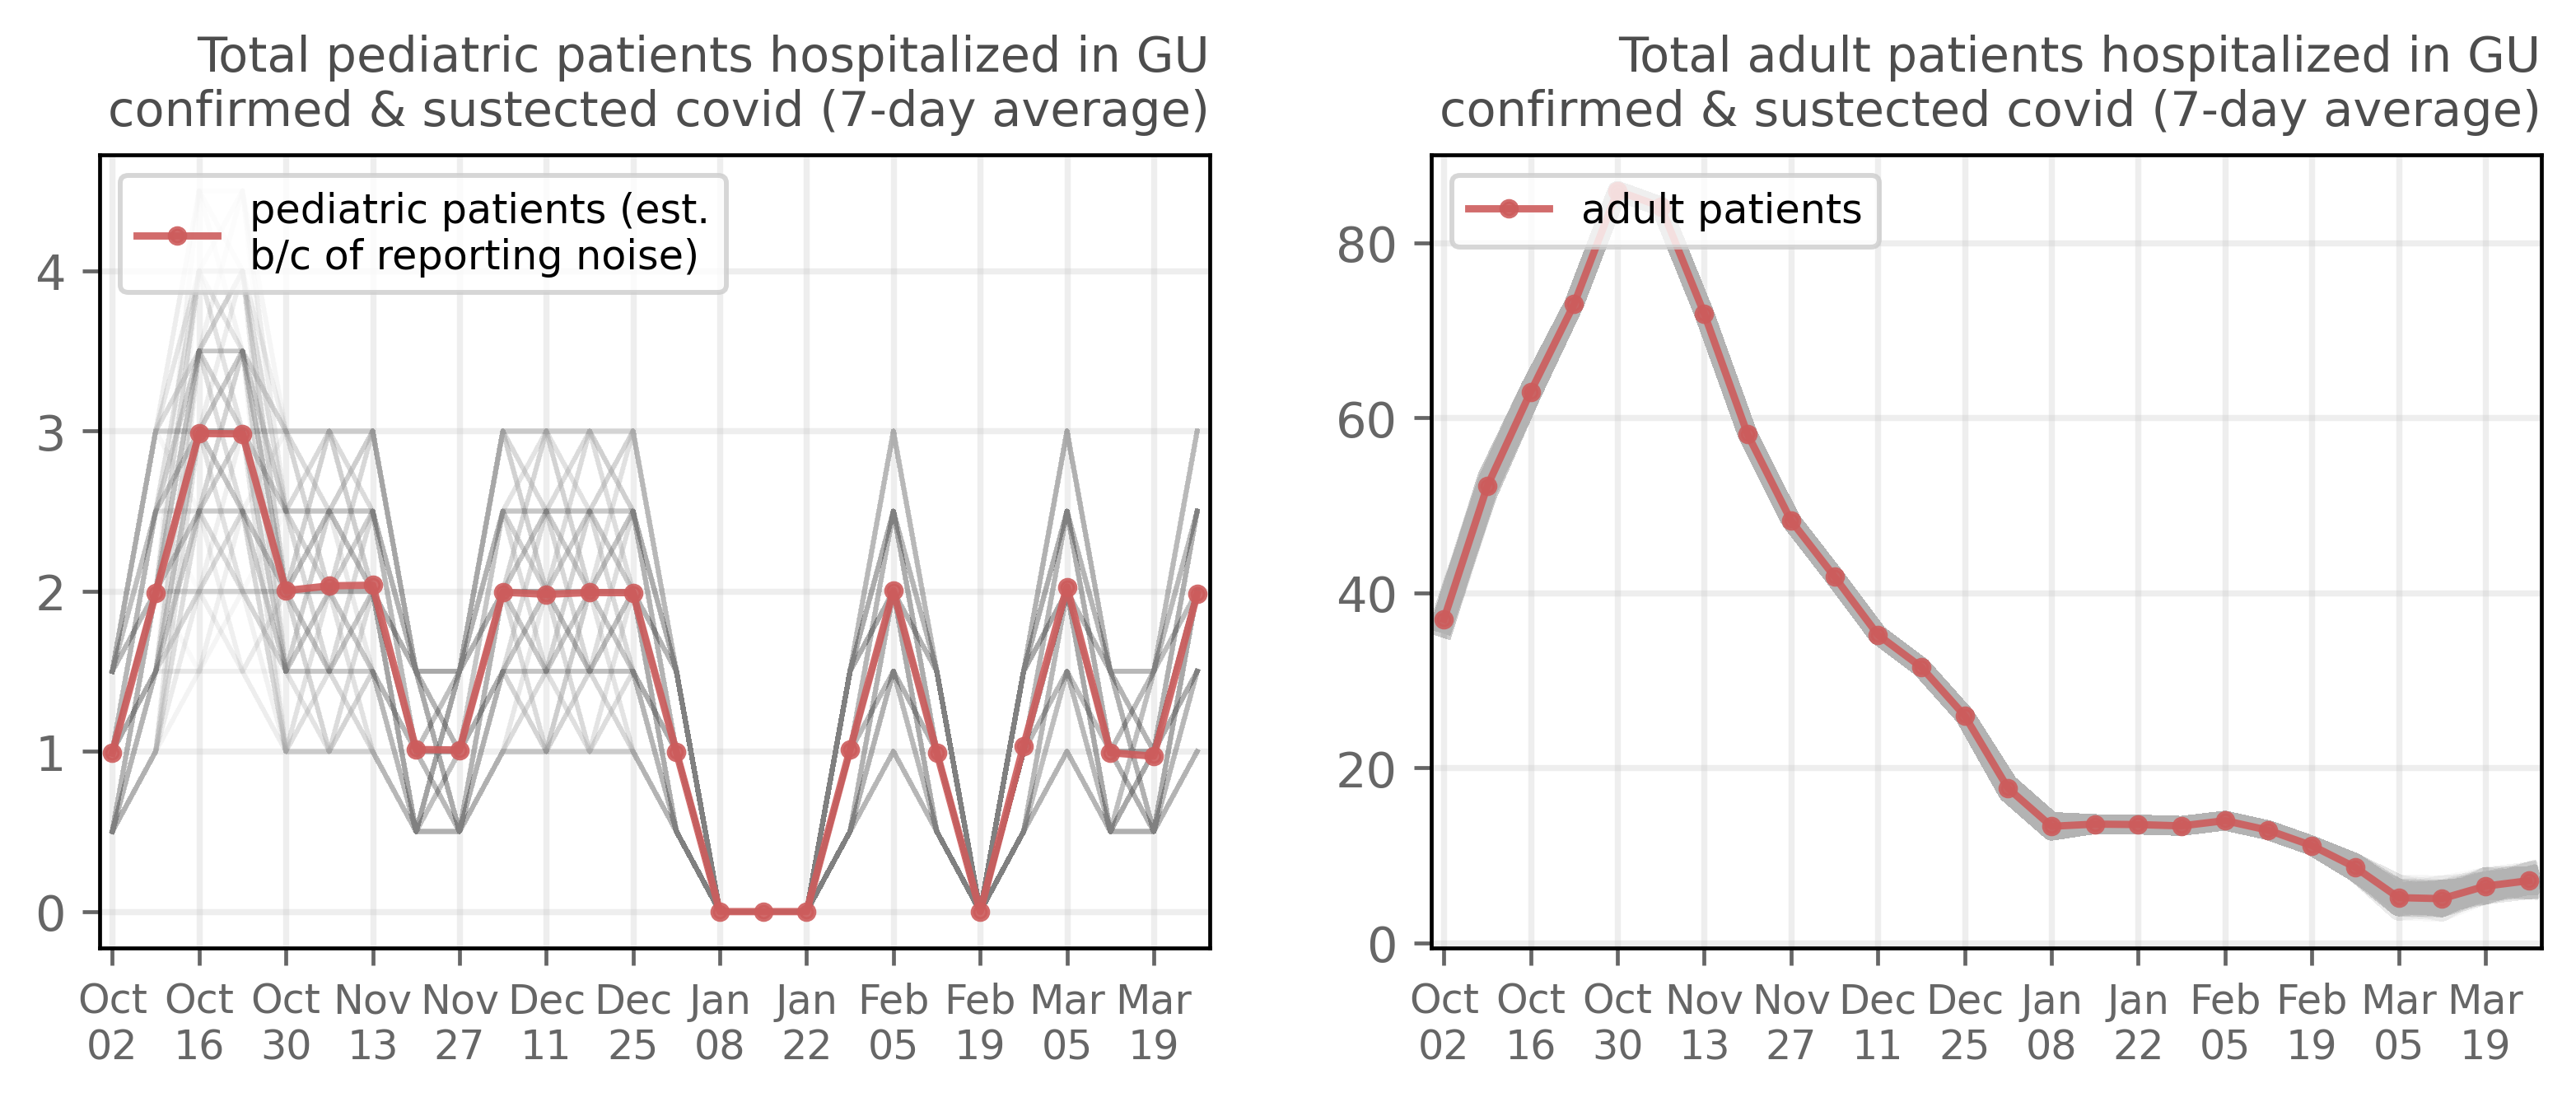 Total pediatric patients hospitalized in GU
confirmed & sustected covid (7-day average)
pediatric patients (est.
b/c of reporting noise)
4
3
2
1
0
Oct Oct Oct Nov Nov Dec Dec Jan Jan Feb Feb Mar Mar
02 16 30 13 27 11 25 08 22 05 19 05 19
Total adult patients hospitalized in GU
confirmed & sustected covid (7-day average)
adult patients
80
60
40
20
0
Oct Oct Oct Nov Nov Dec Dec Jan Jan Feb Feb Mar Mar
02 16 30 13 27 11 25 08 22 05 19 05 19